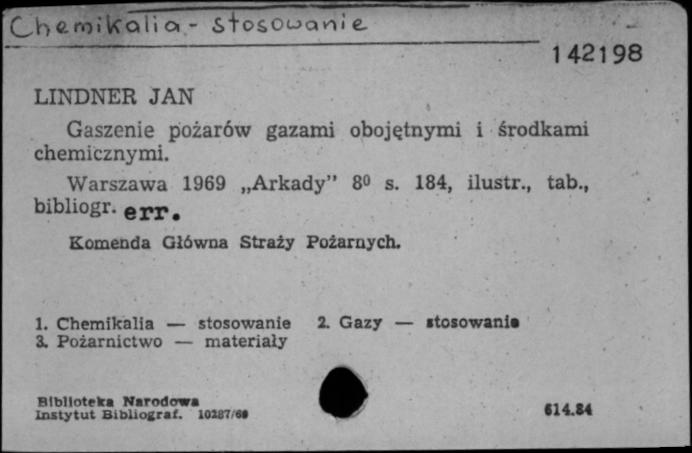 Chemikalia - stosowanie
142198
LINDNER JAN
Gaszenie pożarów gazami obojętnymi i środkami
chemicznymi.
Warszawa 1969 „Arkady” 8⁰ s. 184, ilustr., tab.,
bibliogr. err.
Komenda Główna Straży Pożarnych.
1. Chemikalia — stosowanie 2. Gazy — stosowanie
3. Pożarnictwo — materiały
Biblioteka Narodowa
Instytut Bibliograf. 10287/69
614.84